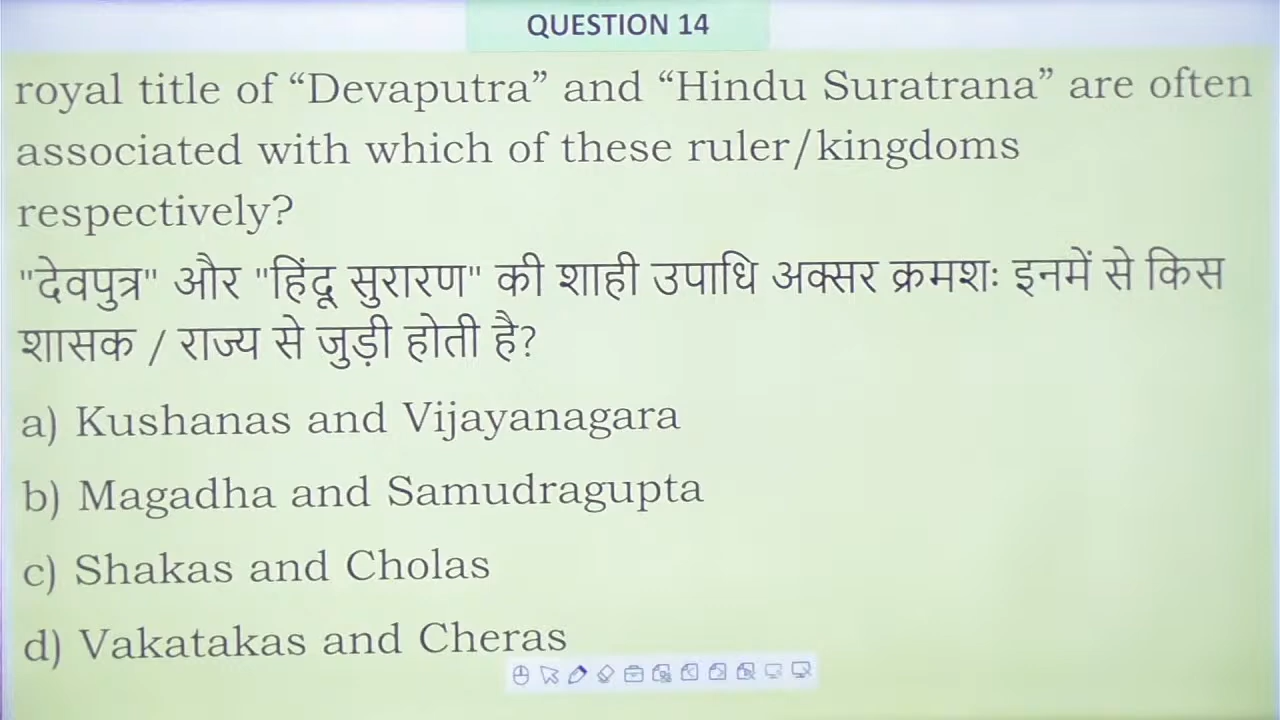 QUESTION 14
royal title of “Devaputra” and “Hindu Suratrana” are often
associated with which of these ruler/kingdoms
respectively?
"देवपुत्र" और "हिंदू सुरारण" की शाही उपाधि अक्सर क्रमशः इनमें से किस
शासक / राज्य से जुड़ी होती है?
a) Kushanas and Vijayanagara
b) Magadha and Samudragupta
c) Shakas and Cholas
d) Vakatakas and Cheras